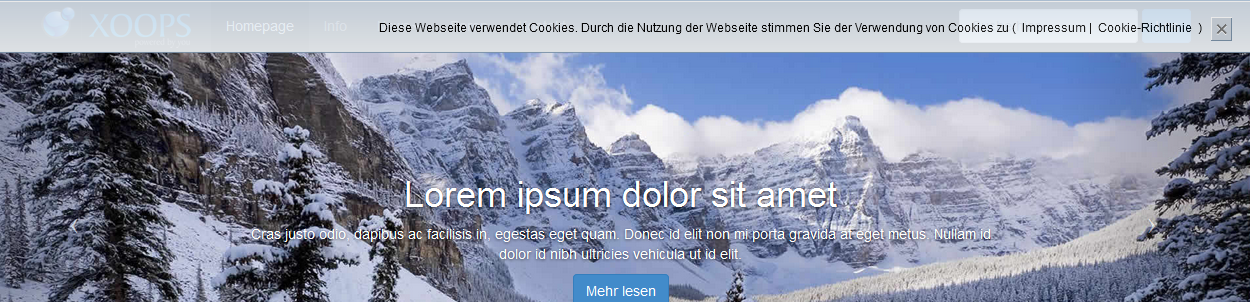 XOOPS
Homepage
Info
Diese Webseite verwendet Cookies. Durch die Nutzung der Webseite stimmen Sie der Verwendung von Cookies zu ( Impressum | Cookie-Richtlinie )
Lorem ipsum dolor sit amet
Cras justo odio, dapibus ac facilisis in, egestas eget quam. Donec id elit non mi porta gravida at eget metus. Nullam id
dolor id nibh ultricies vehicula ut id elit.
Mehr lesen